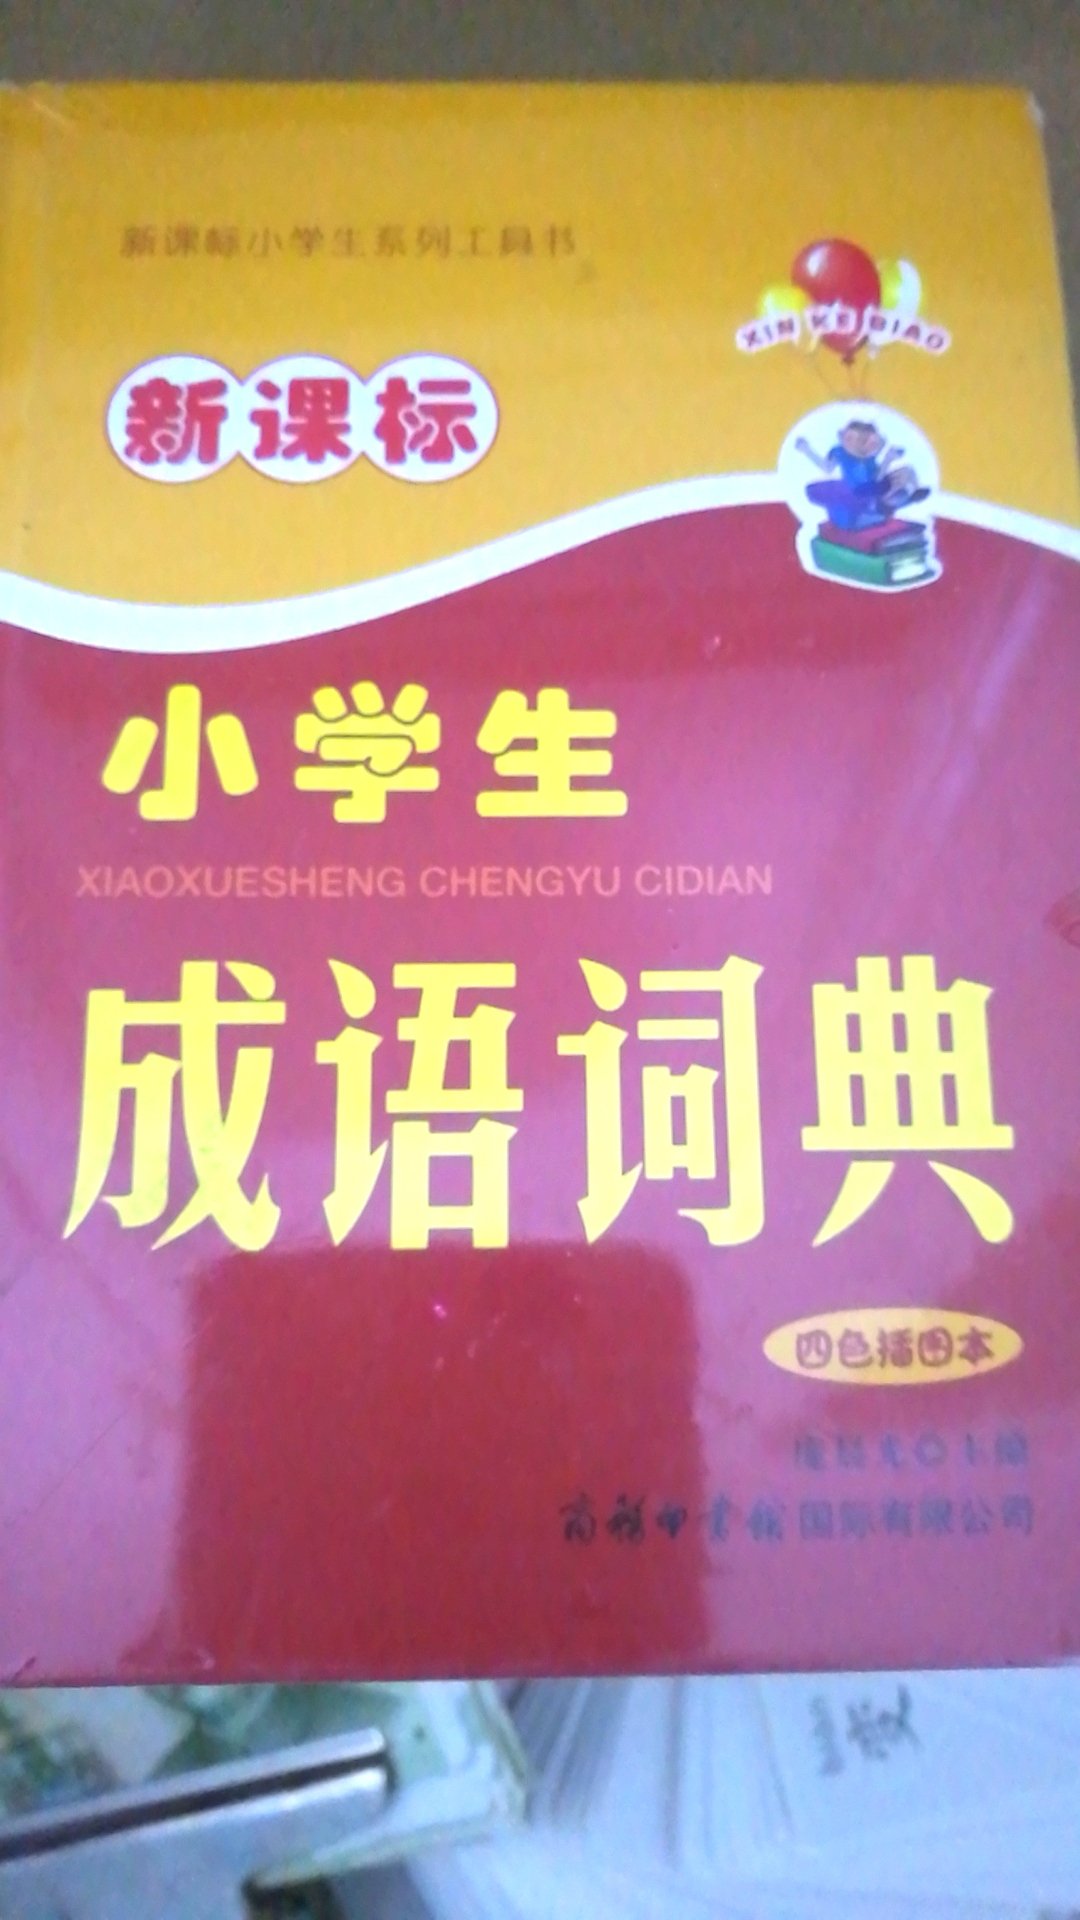 新课标小学生系列工具书
XIN KE BIAO
新课标
小学生
XIAOXUESHENG CHENGYU CIDIAN
成语词典
四色插图本
主编
商务印书馆国际有限公司